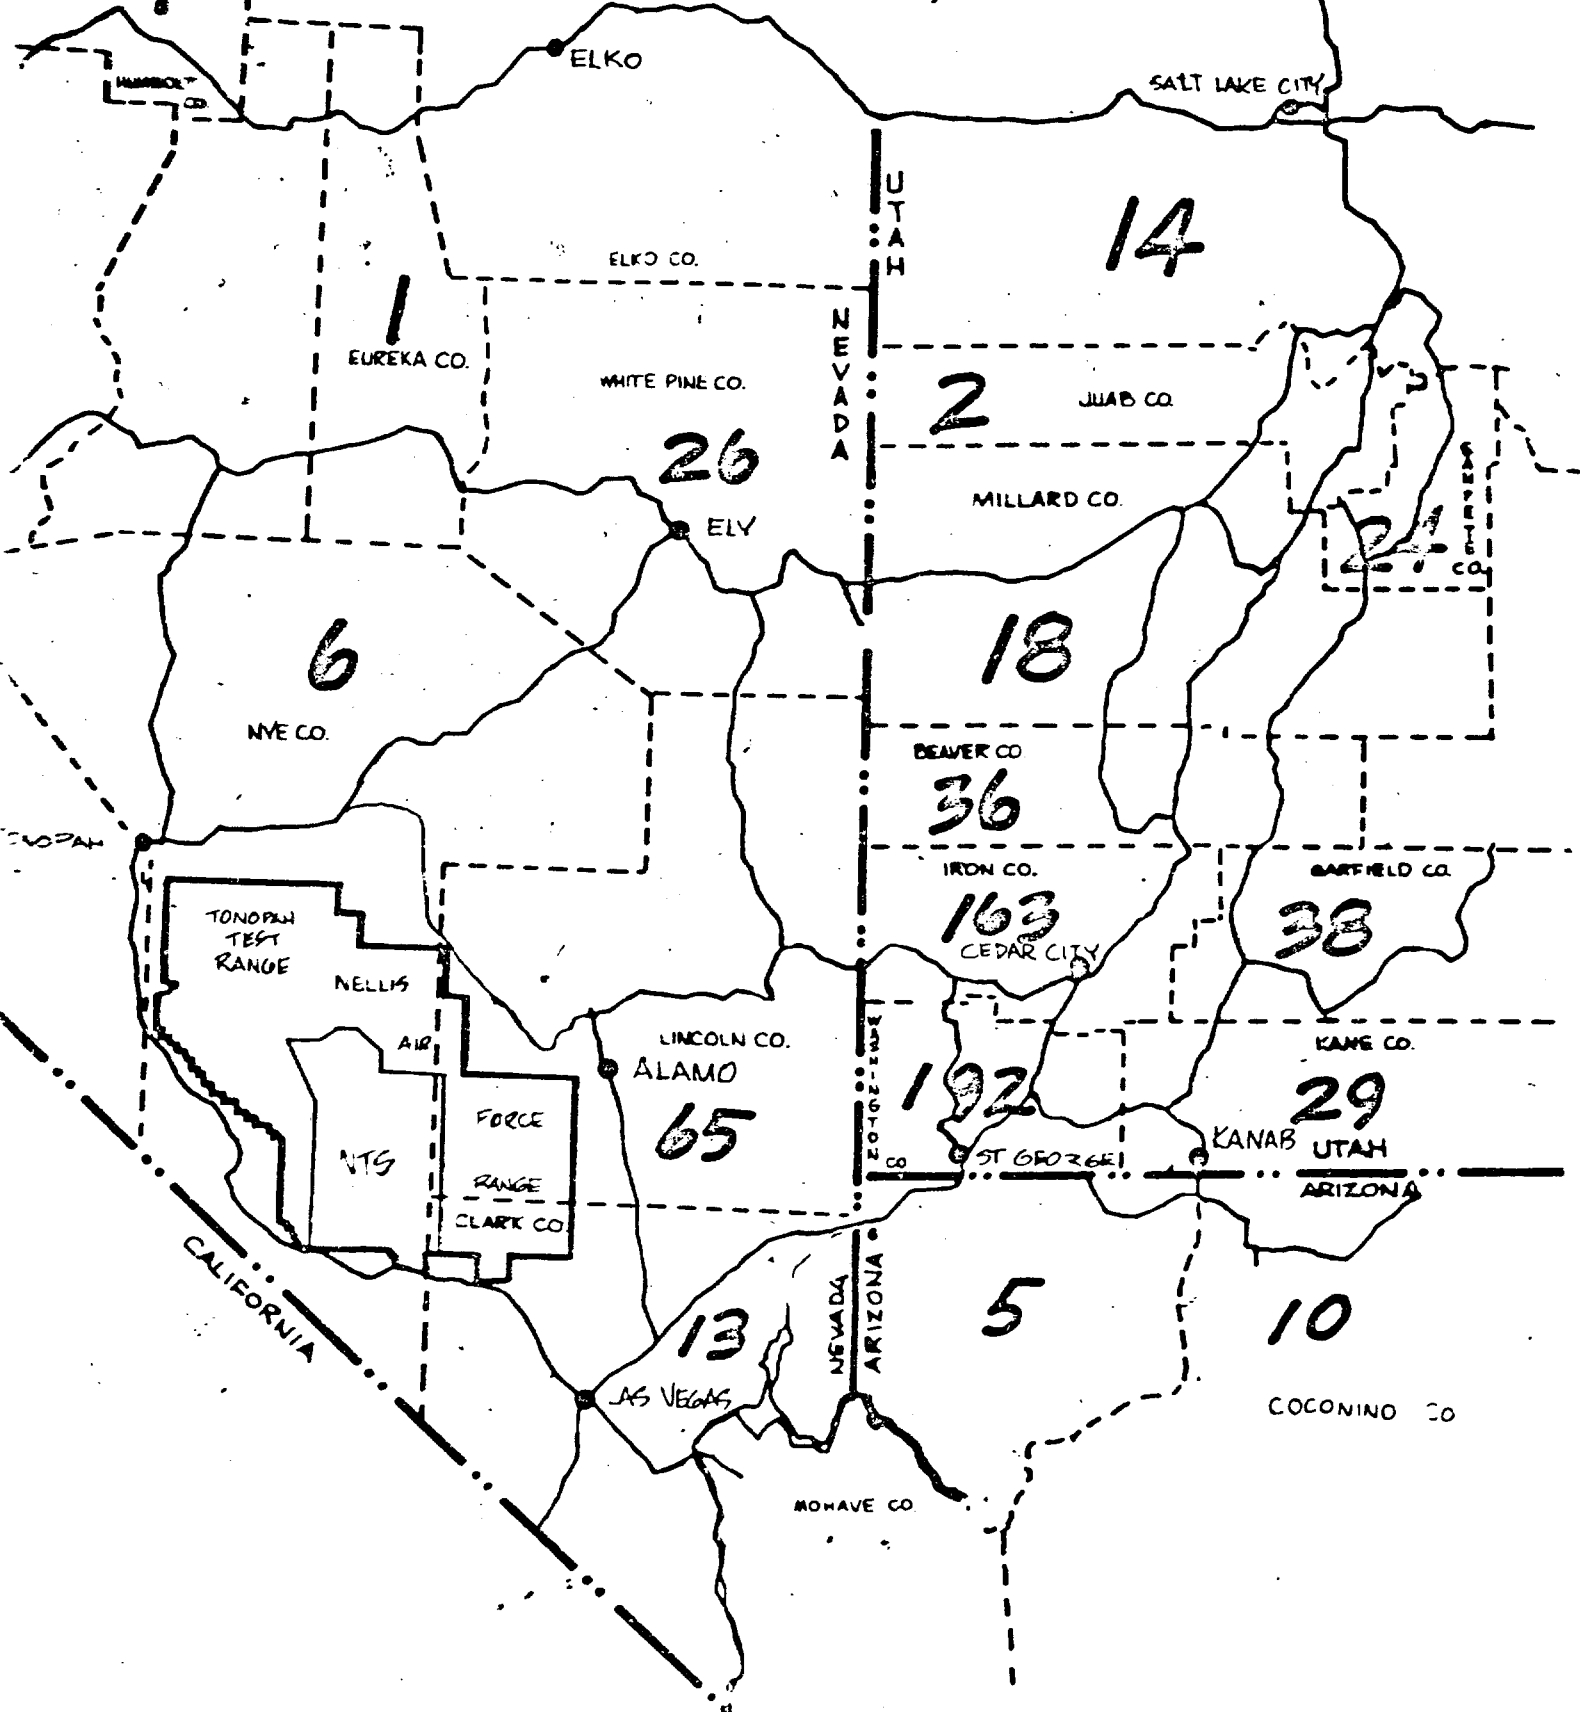 ELKO
SALT LAKE CITY
HUMBOLT
CO
UTAH
14
ELKO CO.
NEVADA
1
EUREKA CO.
WHITE PINE CO.
2
JUAB CO.
26
MILLARD CO.
SANPETE
CO.
24
ELY
6
18
NYE CO.
BEAVER CO.
36
IRON CO.
GARFIELD CO.
163
38
CEDAR CITY
TONOPAH
TEST
RANGE
NELLIS
AIR
LINCOLN CO.
ALAMO
WASHINGTON
CO
KANE CO.
192
29
FORCE
65
NTS
RANGE
ST GEORGE
KANAB
UTAH
ARIZONA
CLARK CO.
CALIFORNIA
NEVADA
ARIZONA
13
5
10
LAS VEGAS
COCONINO CO
MOHAVE CO.